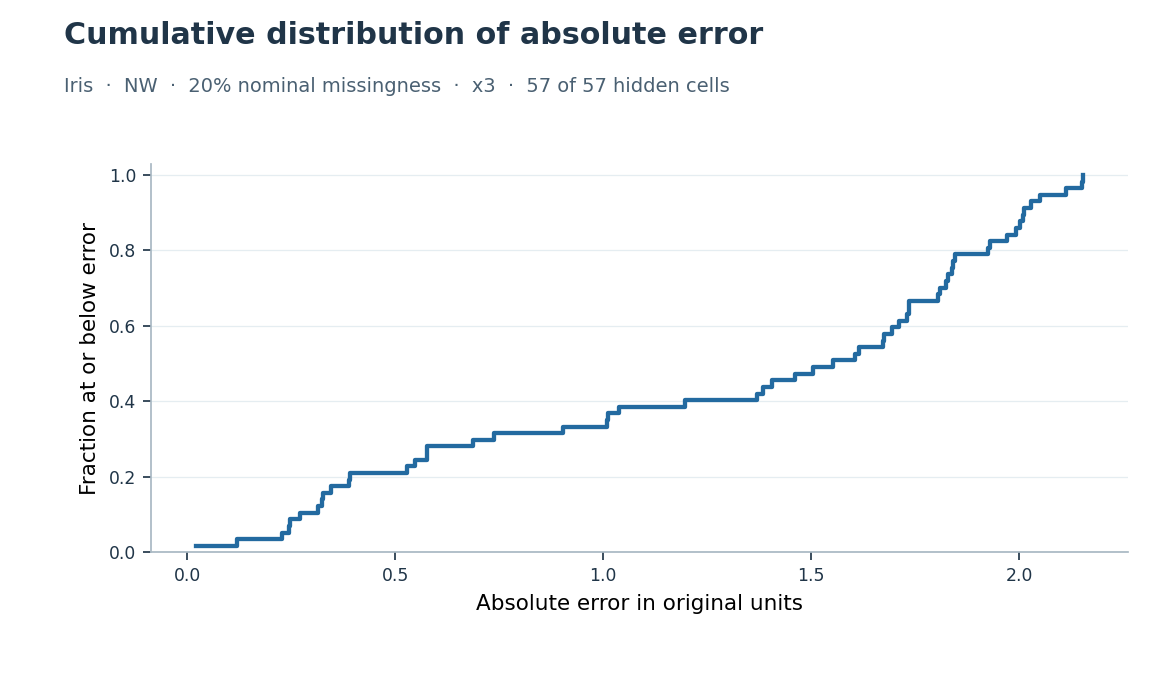 Cumulative distribution of absolute error
Iris · NW · 20% nominal missingness · x3 · 57 of 57 hidden cells
Fraction at or below error
1.0
0.8
0.6
0.4
0.2
0.0
0.0 0.5 1.0 1.5 2.0
Absolute error in original units